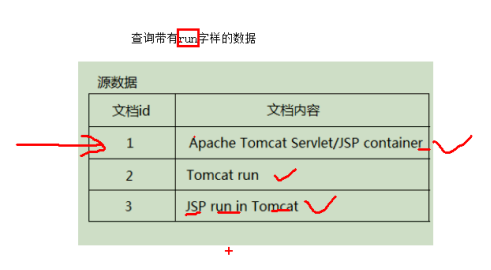 查询带有run字样的数据
源数据
文档id 文档内容
1 Apache Tomcat Servlet/JSP container
2 Tomcat run
3 JSP run in Tomcat